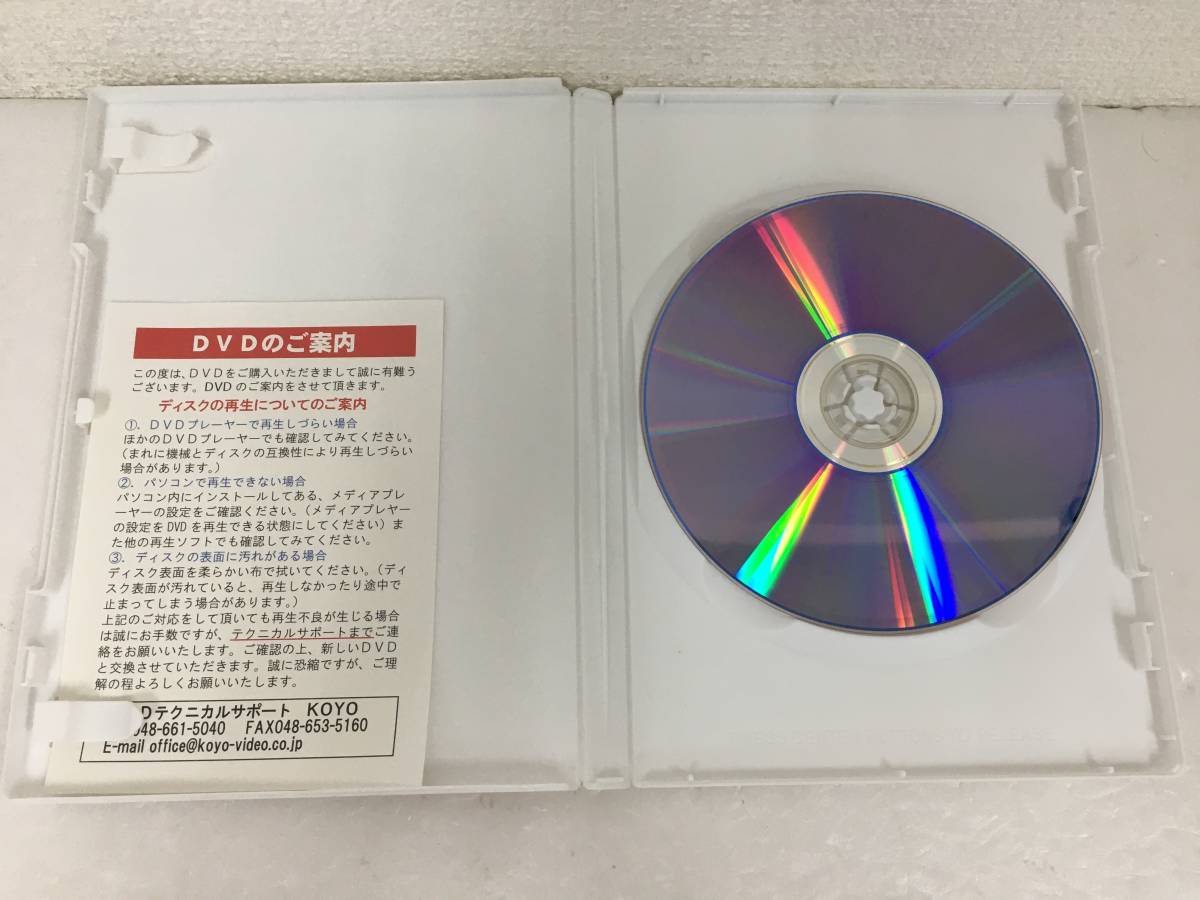 DVDのご案内
この度は、DVDをご購入いただきまして誠に有難う
ございます。DVDのご案内をさせて頂きます。
ディスクの再生についてのご案内
①．DVDプレーヤーで再生しづらい場合
ほかのDVDプレーヤーでも確認してみてください。
（まれに機械とディスクの互換性により再生しづらい
場合があります。）
②．パソコンで再生できない場合
パソコン内にインストールしてある、メディアプレ
ーヤーの設定をご確認ください。（メディアプレヤー
の設定をDVDを再生できる状態にしてください）ま
た他の再生ソフトでも確認してみてください。
③．ディスクの表面に汚れがある場合
ディスク表面を柔らかい布で拭いてください。（ディ
スク表面が汚れていると、再生しなかったり途中で
止まってしまう場合があります。）
上記のご対応をして頂いても再生不良が生じる場合
は誠にお手数ですが、テクニカルサポートまでご連
絡をお願いいたします。ご確認の上、新しいDVD
と交換させていただきます。誠に恐縮ですが、ご理
解の程よろしくお願いいたします。
Dテクニカルサポート KOYO
048-661-5040 FAX048-653-5160
E-mail office@koyo-video.co.jp